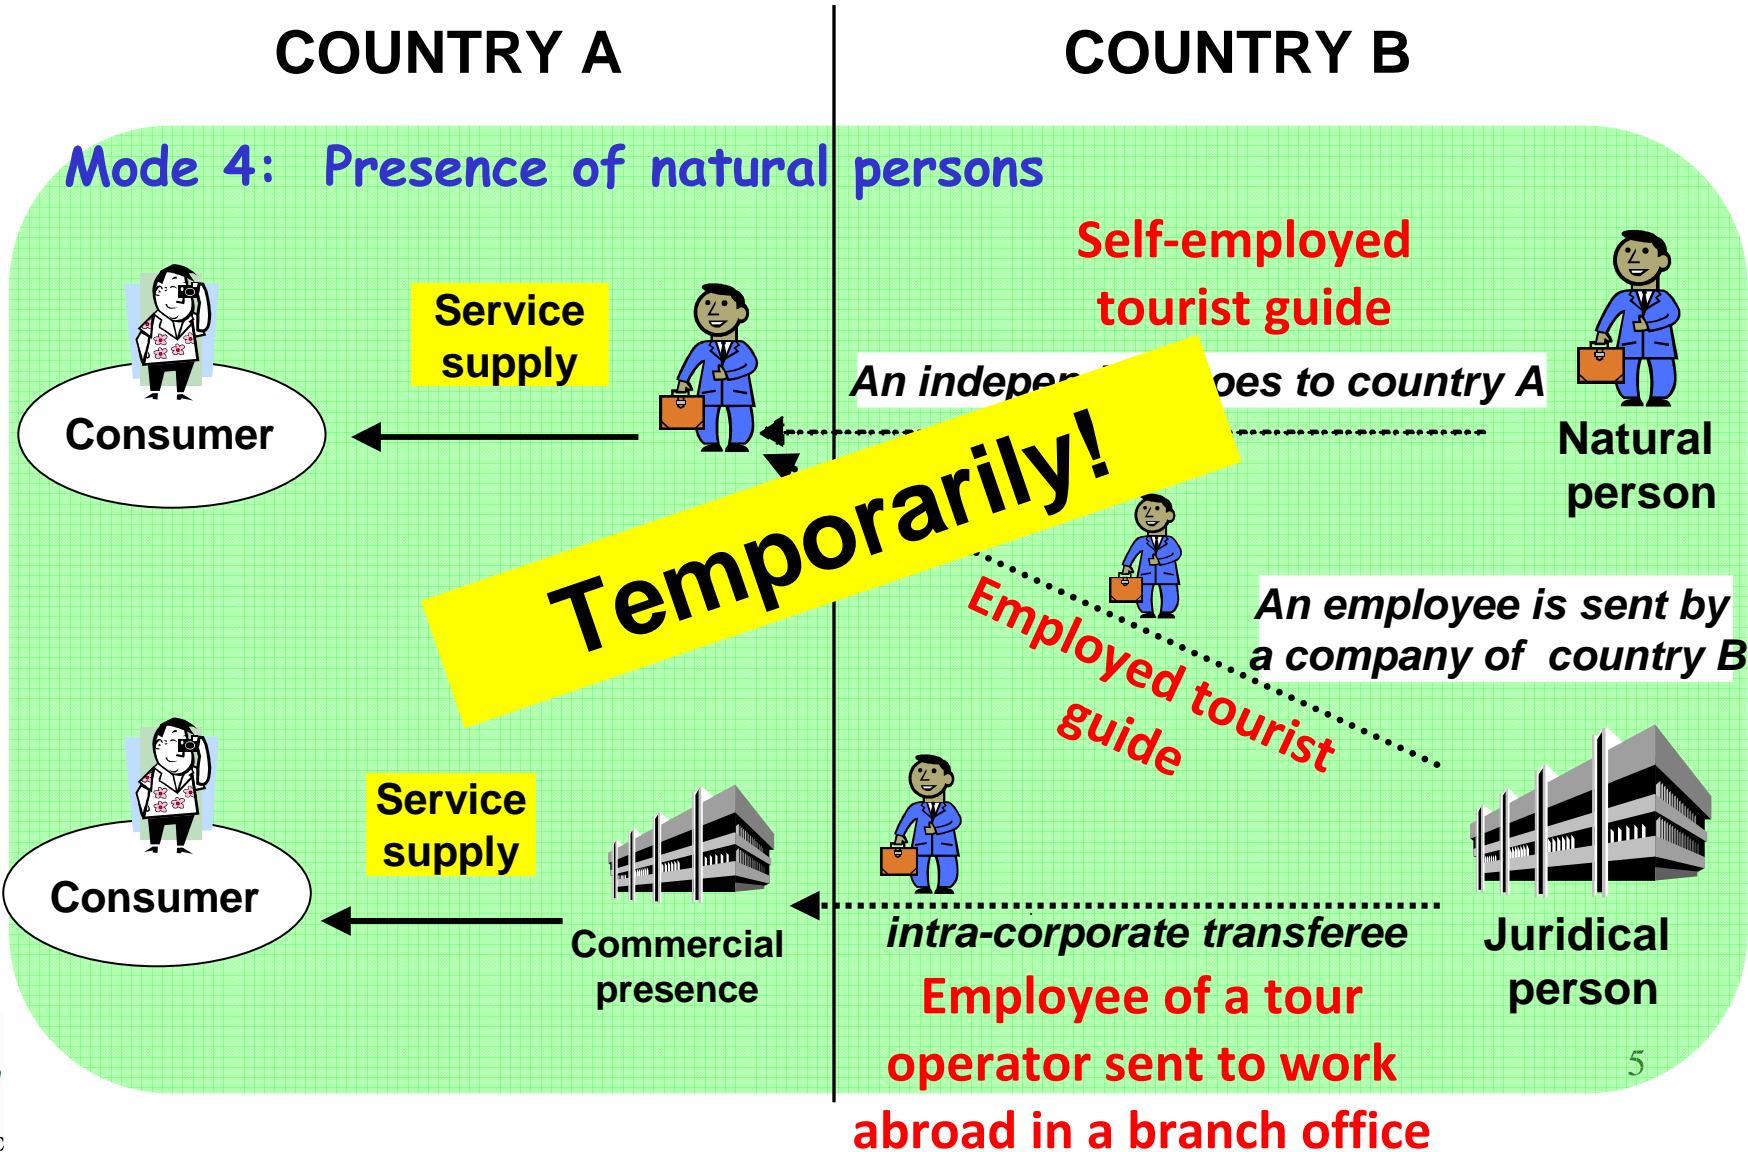 COUNTRY A
COUNTRY B
Mode 4: Presence of natural persons
Self-employed
tourist guide
Service
supply
An oes to country A
Consumer
Natural
person
Temporarily!
An employee is sent by
a company of country B
Employed tourist
guide
Service
supply
Consumer
Commercial
presence
intra-corporate transferee
Juridical
person
Employee of a tour
operator sent to work
abroad in a branch office
5